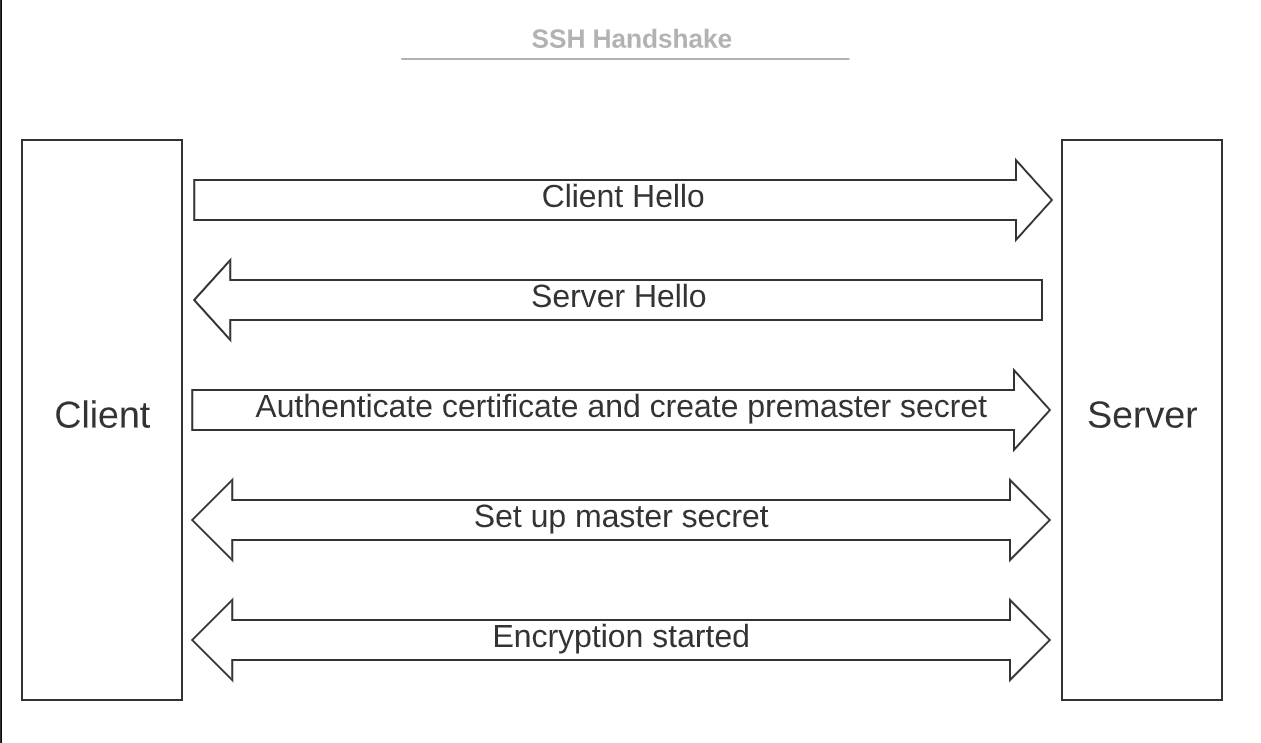 SSH Handshake
Client Hello
Server Hello
Client
Authenticate certificate and create premaster secret
Server
Set up master secret
Encryption started